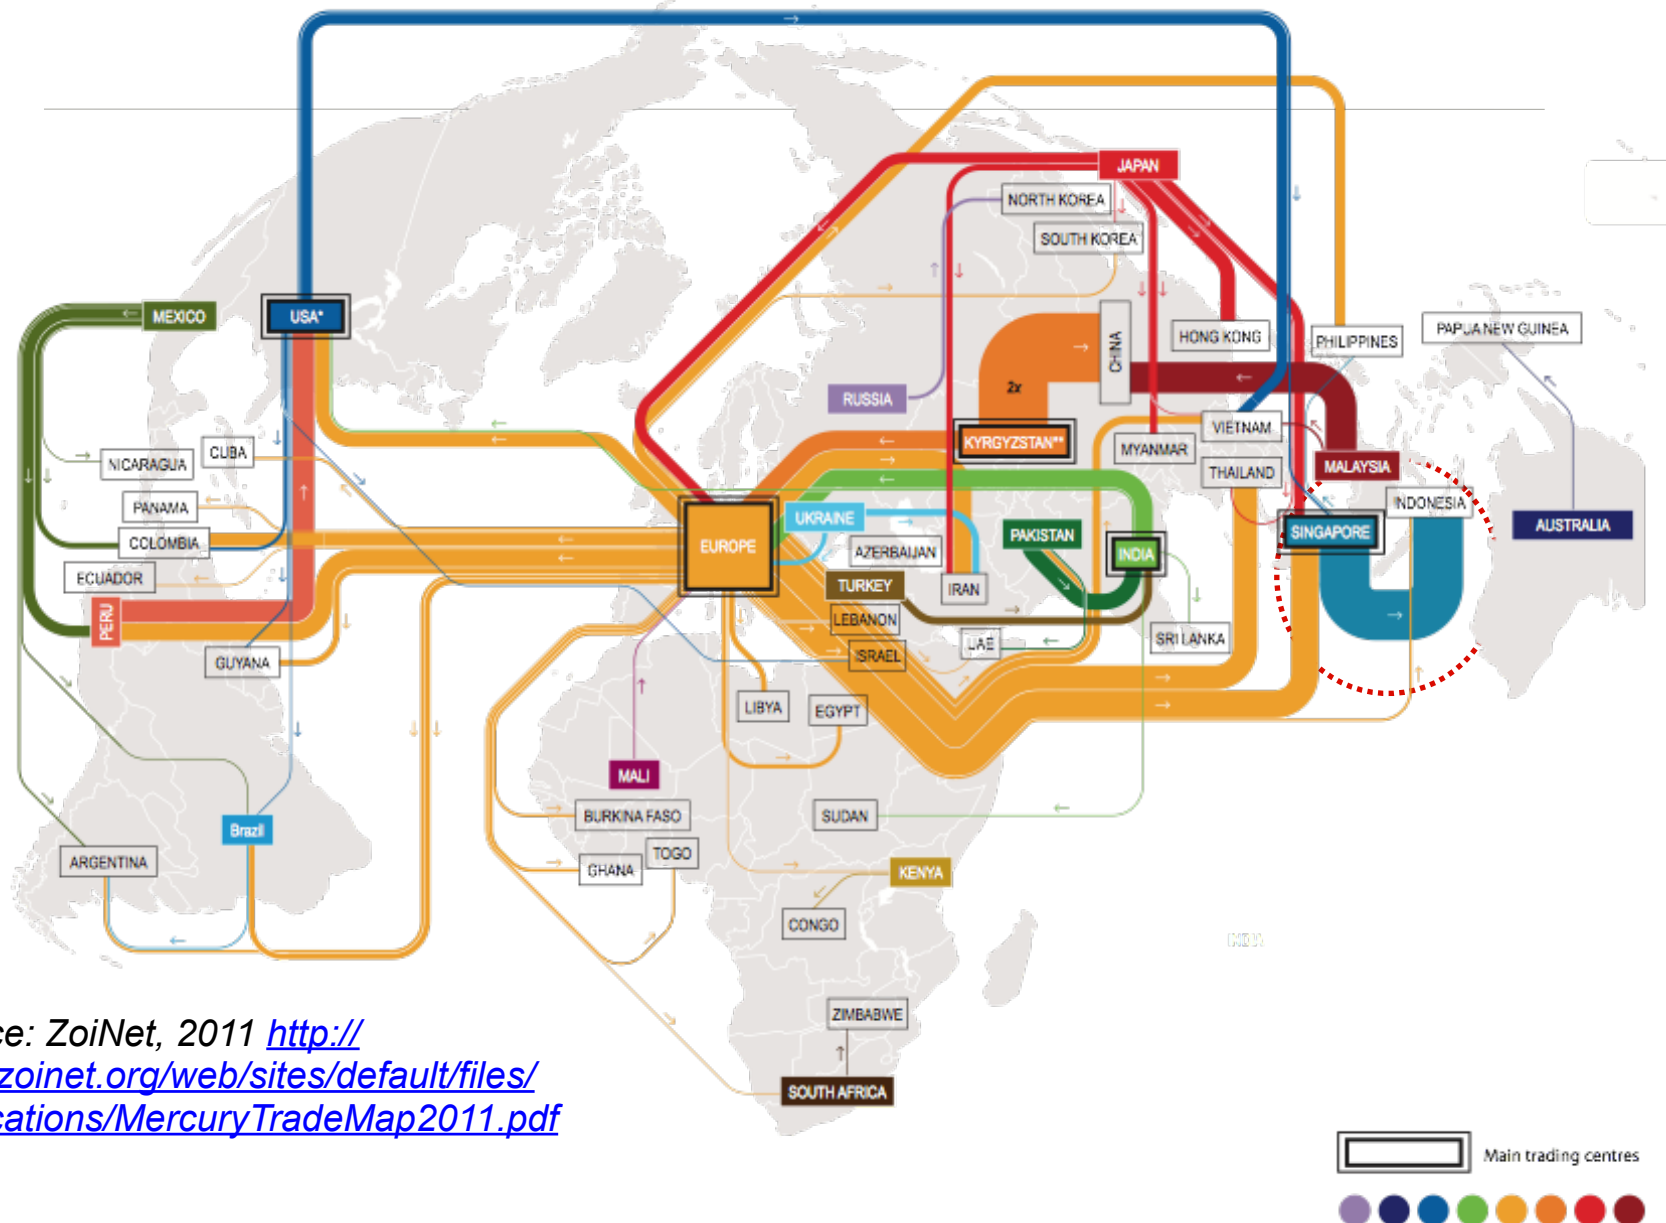 JAPAN
NORTH KOREA
SOUTH KOREA
MEXICO
USA*
HONG KONG
PHILIPPINES
PAPUA NEW GUINEA
CHINA
2x
RUSSIA
VIETNAM
KYRGYZSTAN**
MYANMAR
CUBA
NICARAGUA
THAILAND
MALAYSIA
INDONESIA
PANAMA
UKRAINE
AUSTRALIA
SINGAPORE
COLOMBIA
EUROPE
PAKISTAN
AZERBAIJAN
INDIA
ECUADOR
TURKEY
IRAN
PERU
LEBANON
SRI LANKA
UAE
ISRAEL
GUYANA
LIBYA
EGYPT
MALI
BURKINA FASO
SUDAN
Brazil
TOGO
ARGENTINA
GHANA
KENYA
CONGO
ZIMBABWE
SOUTH AFRICA
ce: ZoiNet, 2011 http://
zoinet.org/web/sites/default/files/
cations/MercuryTradeMap2011.pdf
Main trading centres